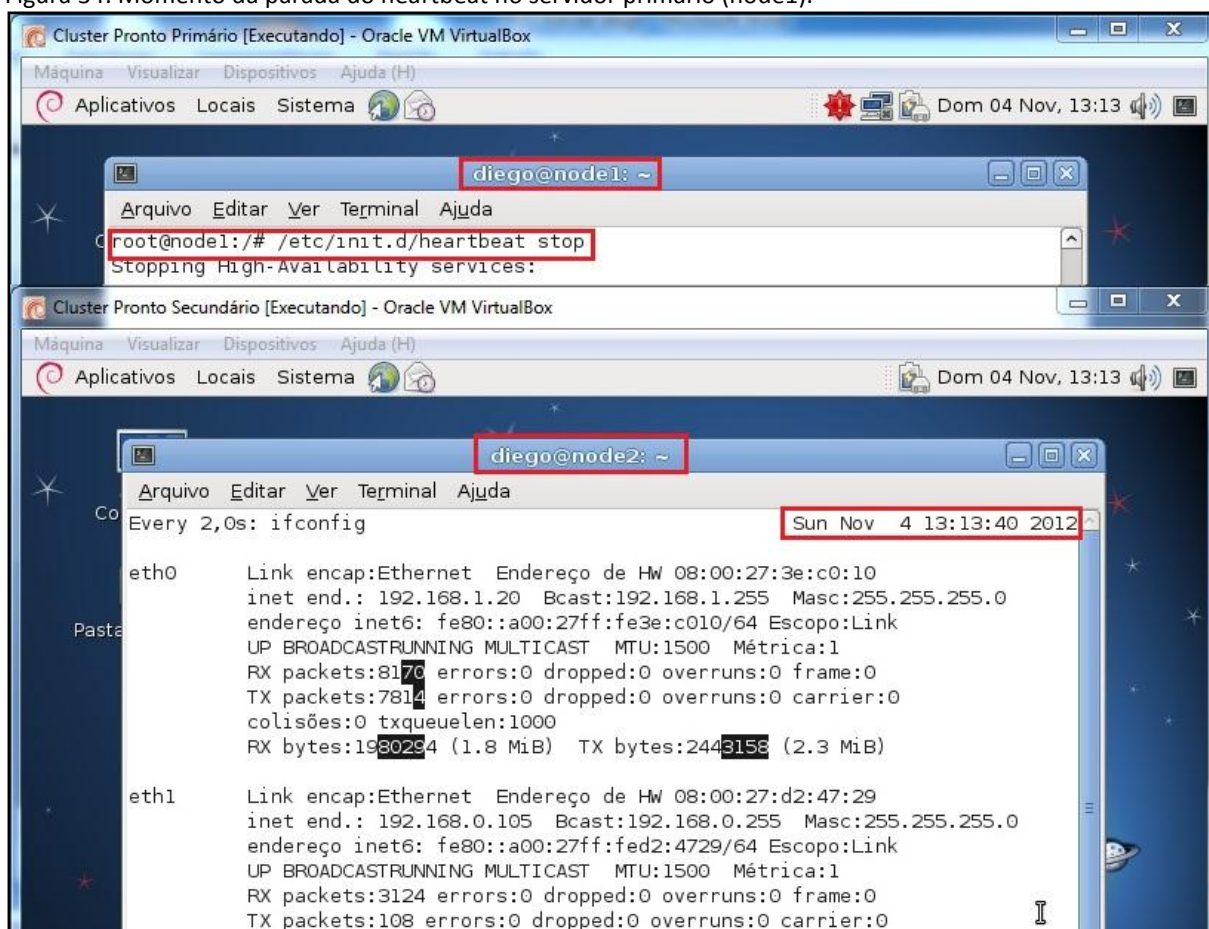 Figura 34: Momento da parada do heartbeat no servidor primário (node1).
Cluster Pronto Primário [Executando] - Oracle VM VirtualBox
Máquina Visualizar Dispositivos Ajuda (H)
Aplicativos Locais Sistema Dom 04 Nov, 13:13
diego@node1: ~
Arquivo Editar Ver Terminal Ajuda
root@node1:/# /etc/init.d/heartbeat stop
Stopping High-Availability services:
Cluster Pronto Secundário [Executando] - Oracle VM VirtualBox
Máquina Visualizar Dispositivos Ajuda (H)
Aplicativos Locais Sistema Dom 04 Nov, 13:13
diego@node2: ~
Arquivo Editar Ver Terminal Ajuda
Co
Every 2,0s: ifconfig Sun Nov 4 13:13:40 2012
eth0 Link encap:Ethernet Endereço de HW 08:00:27:3e:c0:10
inet end.: 192.168.1.20 Bcast:192.168.1.255 Masc:255.255.255.0
endereço inet6: fe80::a00:27ff:fe3e:c010/64 Escopo:Link
Pasta
UP BROADCASTRUNNING MULTICAST MTU:1500 Métrica:1
RX packets:8170 errors:0 dropped:0 overruns:0 frame:0
TX packets:7814 errors:0 dropped:0 overruns:0 carrier:0
colisões:0 txqueuelen:1000
RX bytes:1980294 (1.8 MiB) TX bytes:2443158 (2.3 MiB)
eth1 Link encap:Ethernet Endereço de HW 08:00:27:d2:47:29
inet end.: 192.168.0.105 Bcast:192.168.0.255 Masc:255.255.255.0
endereço inet6: fe80::a00:27ff:fed2:4729/64 Escopo:Link
UP BROADCASTRUNNING MULTICAST MTU:1500 Métrica:1
RX packets:3124 errors:0 dropped:0 overruns:0 frame:0
TX packets:108 errors:0 dropped:0 overruns:0 carrier:0